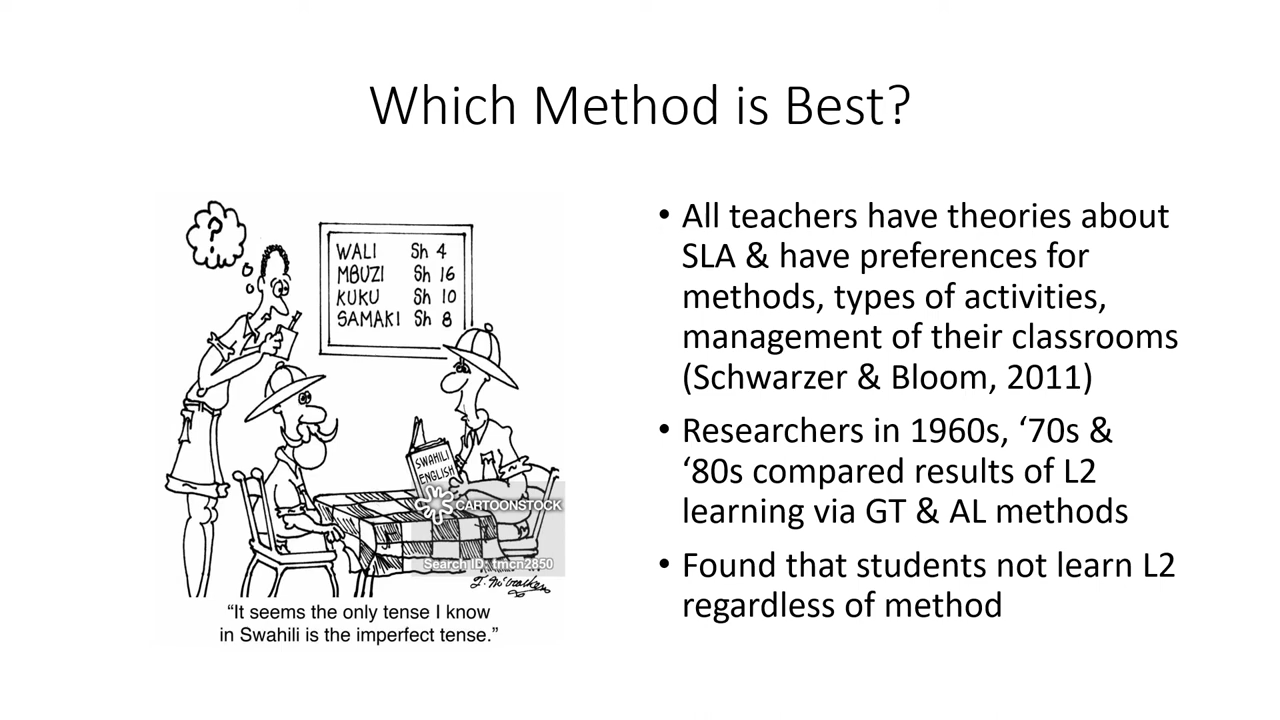 Which Method is Best?
?
WALI Sh 4
MBUZI Sh 16
KUKU Sh 10
SAMAKI Sh 8
SWAHILI
ENGLISH
CARTOONSTOCK
Search ID: tmcn2850
“It seems the only tense I know
in Swahili is the imperfect tense.”
• All teachers have theories about
SLA & have preferences for
methods, types of activities,
management of their classrooms
(Schwarzer & Bloom, 2011)
• Researchers in 1960s, ‘70s &
‘80s compared results of L2
learning via GT & AL methods
• Found that students not learn L2
regardless of method